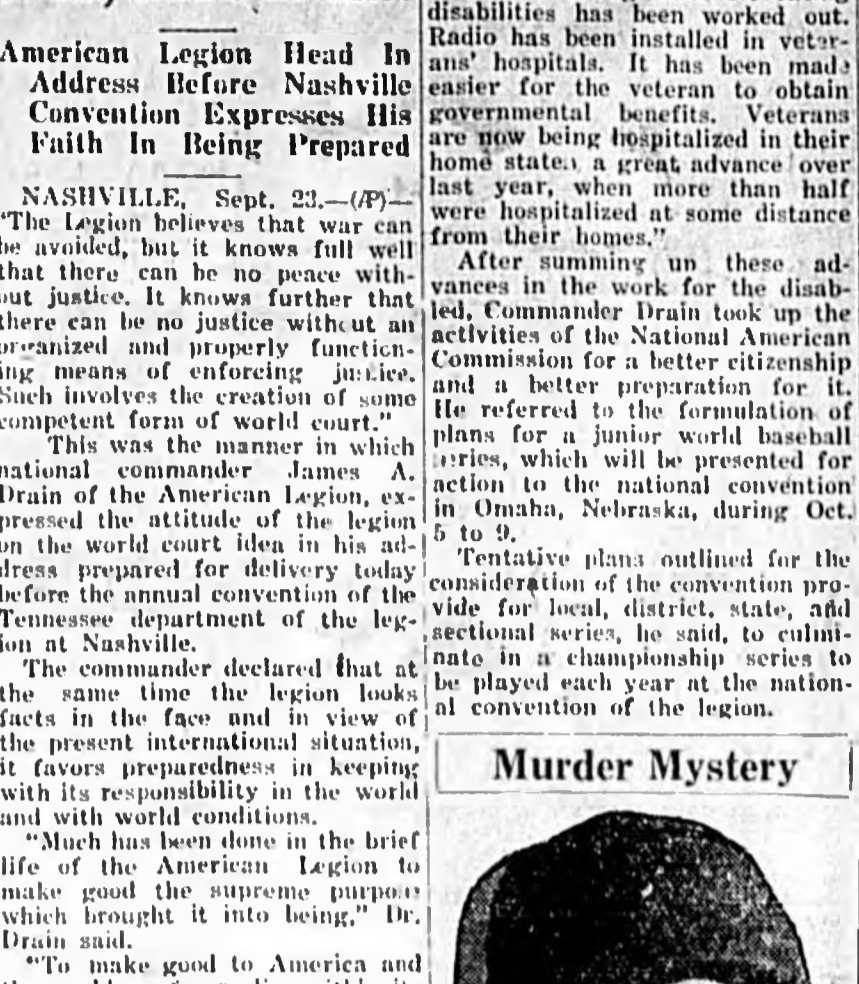 American Legion Head In
Address Before Nashville
Convention Expresses His
Faith In Being Prepared
NASHVILLE, Sept. 23.—(AP)—
"The Legion believes that war can
be avoided, but it knows full well
that there can be no peace with-
out justice. It knows further that
there can be no justice without an
organized and properly function-
ing means of enforcing justice.
Such involves the creation of some
competent form of world court."
This was the manner in which
national commander James A.
Drain of the American Legion, ex-
pressed the attitude of the legion
on the world court idea in his ad-
dress prepared for delivery today
before the annual convention of the
Tennessee department of the leg-
ion at Nashville.
The commander declared that at
the same time the legion looks
facts in the face and in view of
the present international situation,
it favors preparedness in keeping
with its responsibility in the world
and with world conditions.
"Much has been done in the brief
life of the American Legion to
make good the supreme purpose
which brought it into being," Dr.
Drain said.
"To make good to America and
disabilities has been worked out.
Radio has been installed in veter-
ans' hospitals. It has been made
easier for the veteran to obtain
governmental benefits. Veterans
are now being hospitalized in their
home states, a great advance over
last year, when more than half
were hospitalized at some distance
from their homes."
After summing up these ad-
vances in the work for the disab-
led, Commander Drain took up the
activities of the National American
Commission for a better citizenship
and a better preparation for it.
He referred to the formulation of
plans for a junior world baseball
series, which will be presented for
action to the national convention
in Omaha, Nebraska, during Oct.
5 to 9.
Tentative plans outlined for the
consideration of the convention pro-
vide for local, district, state, and
sectional series, he said, to culmi-
nate in a championship series to
be played each year at the nation-
al convention of the legion.
Murder Mystery